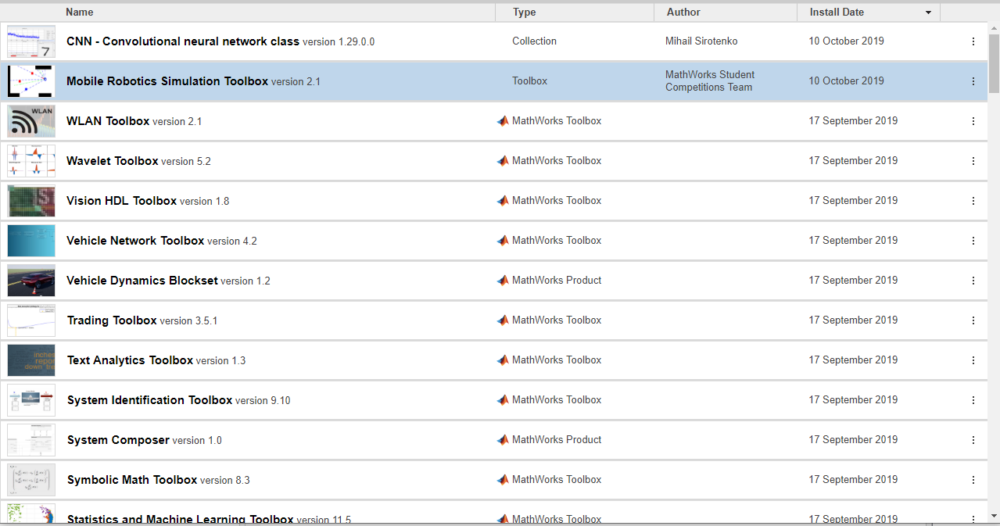 Name Type Author Install Date
CNN - Convolutional neural network class version 1.29.0.0 Collection Mihail Sirotenko 10 October 2019
Mobile Robotics Simulation Toolbox version 2.1 Toolbox MathWorks Student Competitions Team 10 October 2019
WLAN
WLAN Toolbox version 2.1 MathWorks Toolbox 17 September 2019
Wavelet Toolbox version 5.2 MathWorks Toolbox 17 September 2019
Vision HDL Toolbox version 1.8 MathWorks Toolbox 17 September 2019
Vehicle Network Toolbox version 4.2 MathWorks Toolbox 17 September 2019
Vehicle Dynamics Blockset version 1.2 MathWorks Product 17 September 2019
Trading Toolbox version 3.5.1 MathWorks Toolbox 17 September 2019
Text Analytics Toolbox version 1.3 MathWorks Toolbox 17 September 2019
System Identification Toolbox version 9.10 MathWorks Toolbox 17 September 2019
System Composer version 1.0 MathWorks Product 17 September 2019
Symbolic Math Toolbox version 8.3 MathWorks Toolbox 17 September 2019
Statistics and Machine Learning Toolbox version 11.5 MathWorks Toolbox 17 September 2019